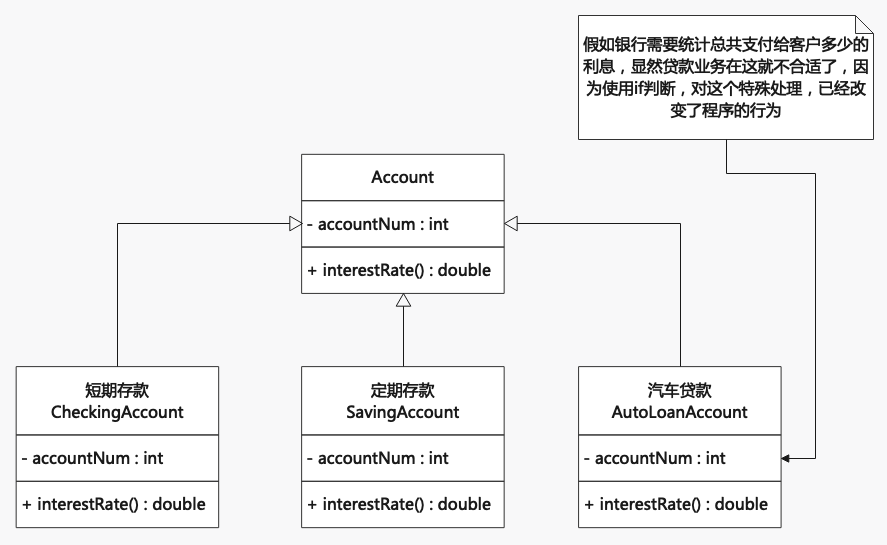 假如银行需要统计总共支付给客户多少的
利息，显然贷款业务在这就不合适了，因
为使用if判断，对这个特殊处理，已经改
变了程序的行为
Account
- accountNum : int
+ interestRate() : double
短期存款
CheckingAccount
- accountNum : int
+ interestRate() : double
定期存款
SavingAccount
- accountNum : int
+ interestRate() : double
汽车贷款
AutoLoanAccount
- accountNum : int
+ interestRate() : double